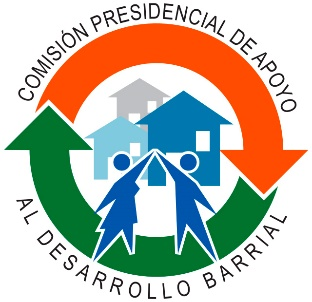 COMISIÓN PRESIDENCIAL DE APOYO
AL DESARROLLO BARRIAL